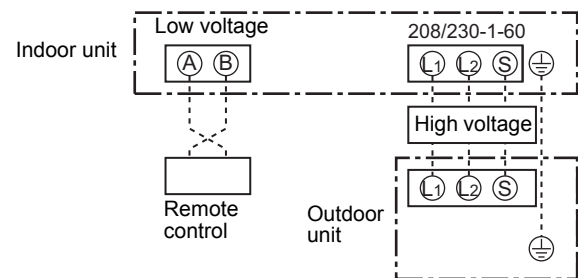 Low voltage
208/230-1-60
Indoor unit
A B
L1 L2 S
High voltage
L1 L2 S
Remote
control
Outdoor
unit